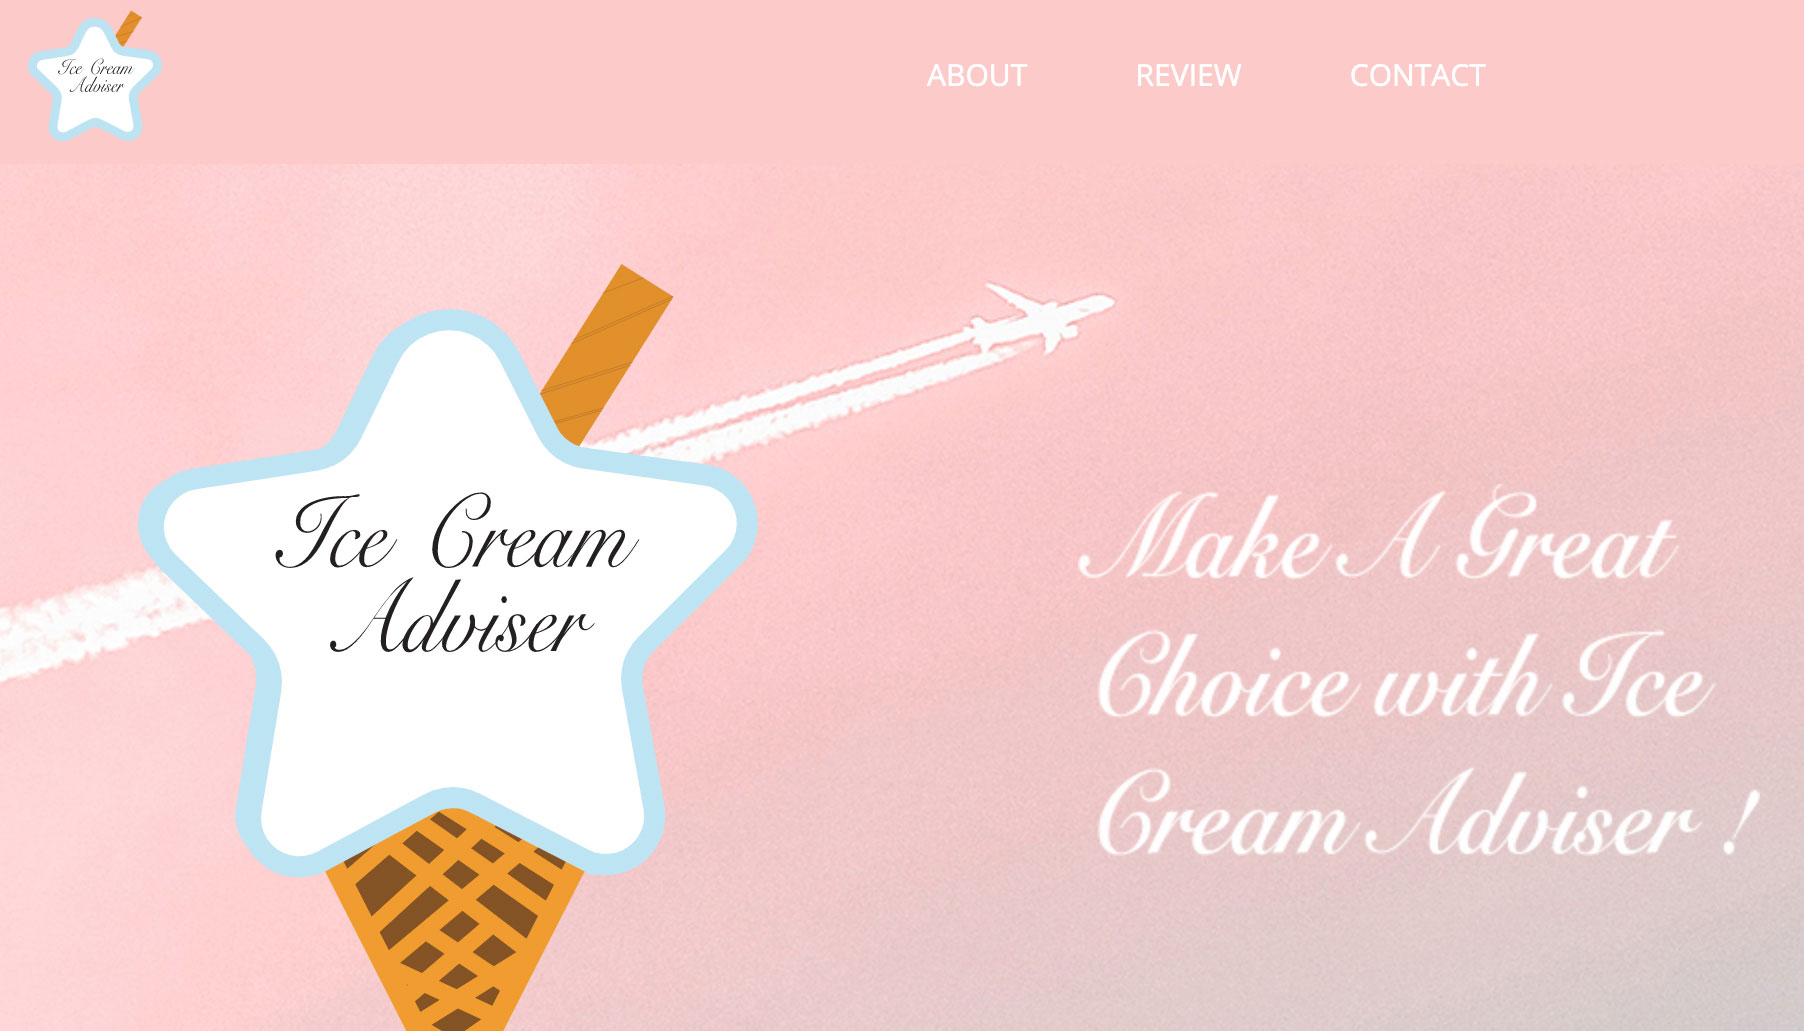 Ice Cream
Adviser
ABOUT
REVIEW
CONTACT
Ice Cream
Adviser
Make A Great
Choice with Ice
Cream Adviser !